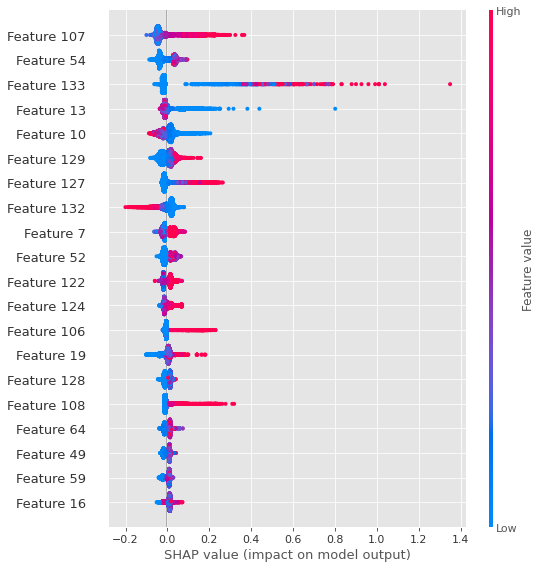 High
Feature 107
Feature 54
Feature 133
Feature 13
Feature 10
Feature 129
Feature 127
Feature 132
Feature 7
Feature 52
Feature 122
Feature 124
Feature 106
Feature 19
Feature 128
Feature 108
Feature 64
Feature 49
Feature 59
Feature 16
Feature value
Low
−0.2 0.0 0.2 0.4 0.6 0.8 1.0 1.2 1.4
SHAP value (impact on model output)